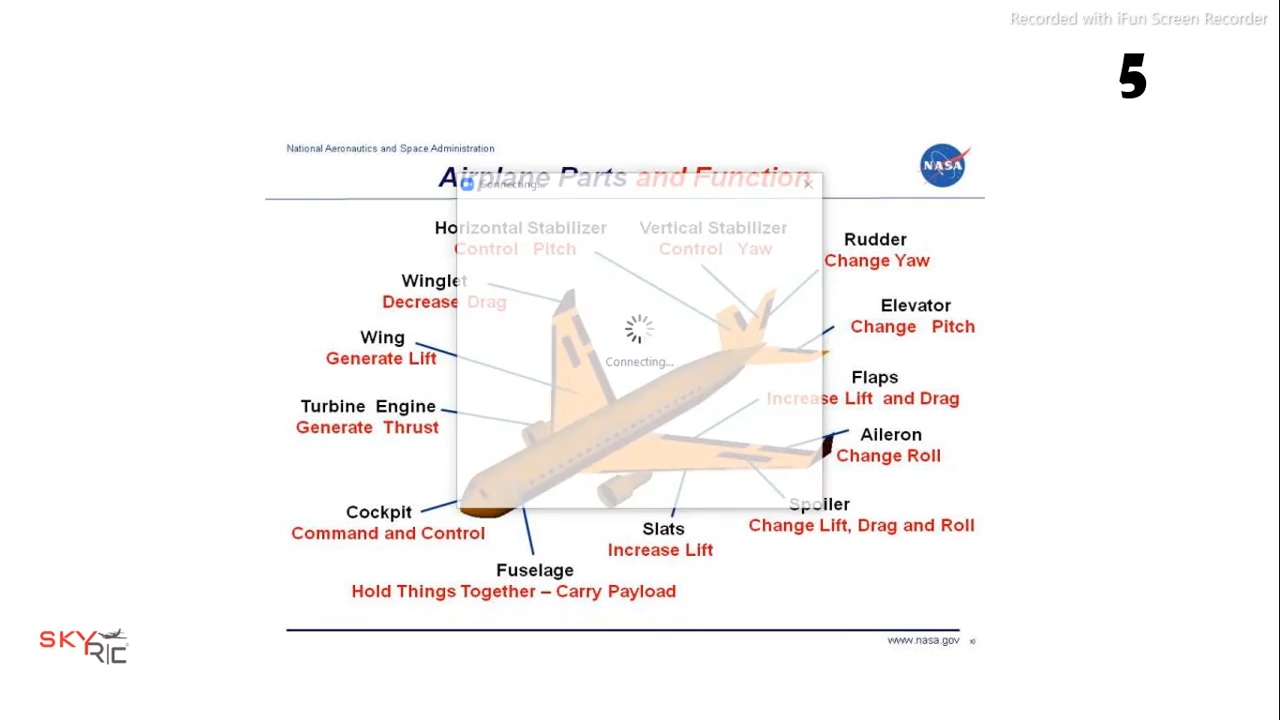 Recorded with iFun Screen Recorder
5
National Aeronautics and Space Administration
NASA
Airplane Parts and Function
Connecting...
Horizontal Stabilizer
Control Pitch
Vertical Stabilizer
Control Yaw
Rudder
Change Yaw
Winglet
Decrease Drag
Elevator
Change Pitch
Wing
Generate Lift
Connecting...
Flaps
Increase Lift and Drag
Turbine Engine
Generate Thrust
Aileron
Change Roll
Cockpit
Command and Control
Spoiler
Change Lift, Drag and Roll
Slats
Increase Lift
Fuselage
Hold Things Together – Carry Payload
www.nasa.gov
SKY
RIC